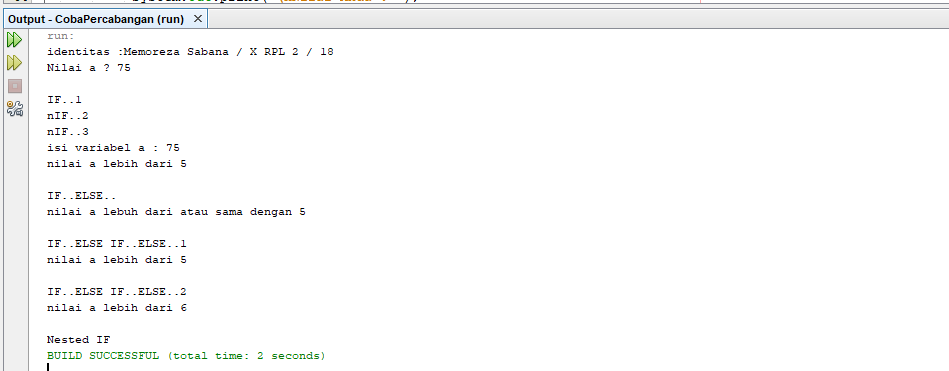 Output - CobaPercabangan (run)
run:
identitas :Memoreza Sabana / X RPL 2 / 18
Nilai a ? 75
IF..1
nIF..2
nIF..3
isi variabel a : 75
nilai a lebih dari 5
IF..ELSE..
nilai a lebuh dari atau sama dengan 5
IF..ELSE IF..ELSE..1
nilai a lebih dari 5
IF..ELSE IF..ELSE..2
nilai a lebih dari 6
Nested IF
BUILD SUCCESSFUL (total time: 2 seconds)